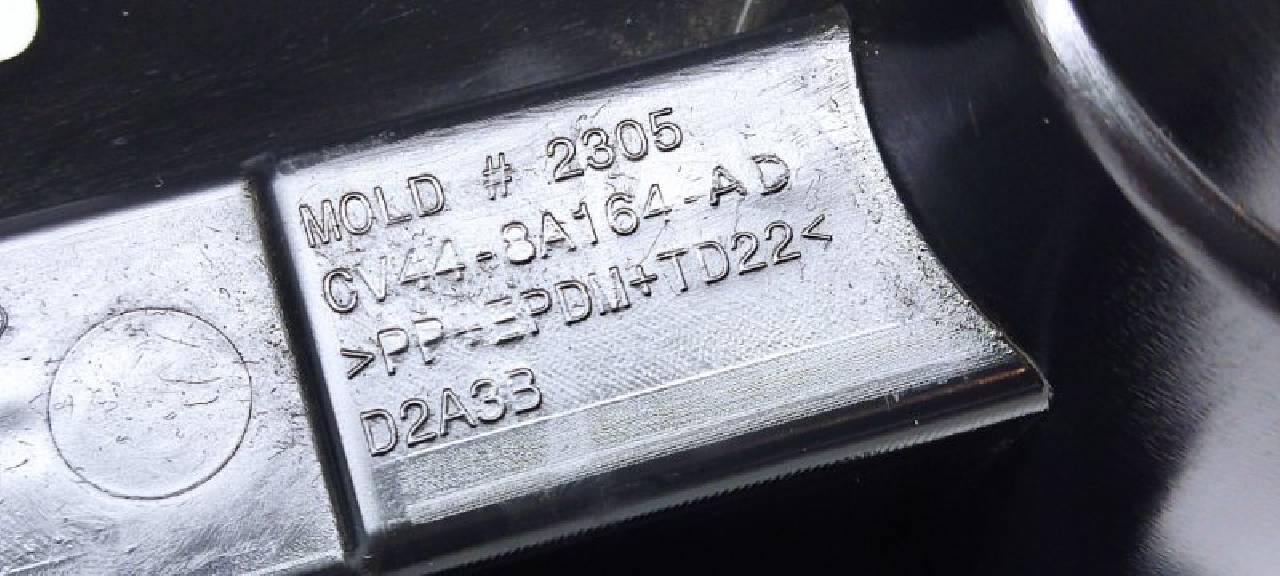 MOLD # 2305
CV44-8A164-AD
>PP+EPDM+TD22<
D2A3B